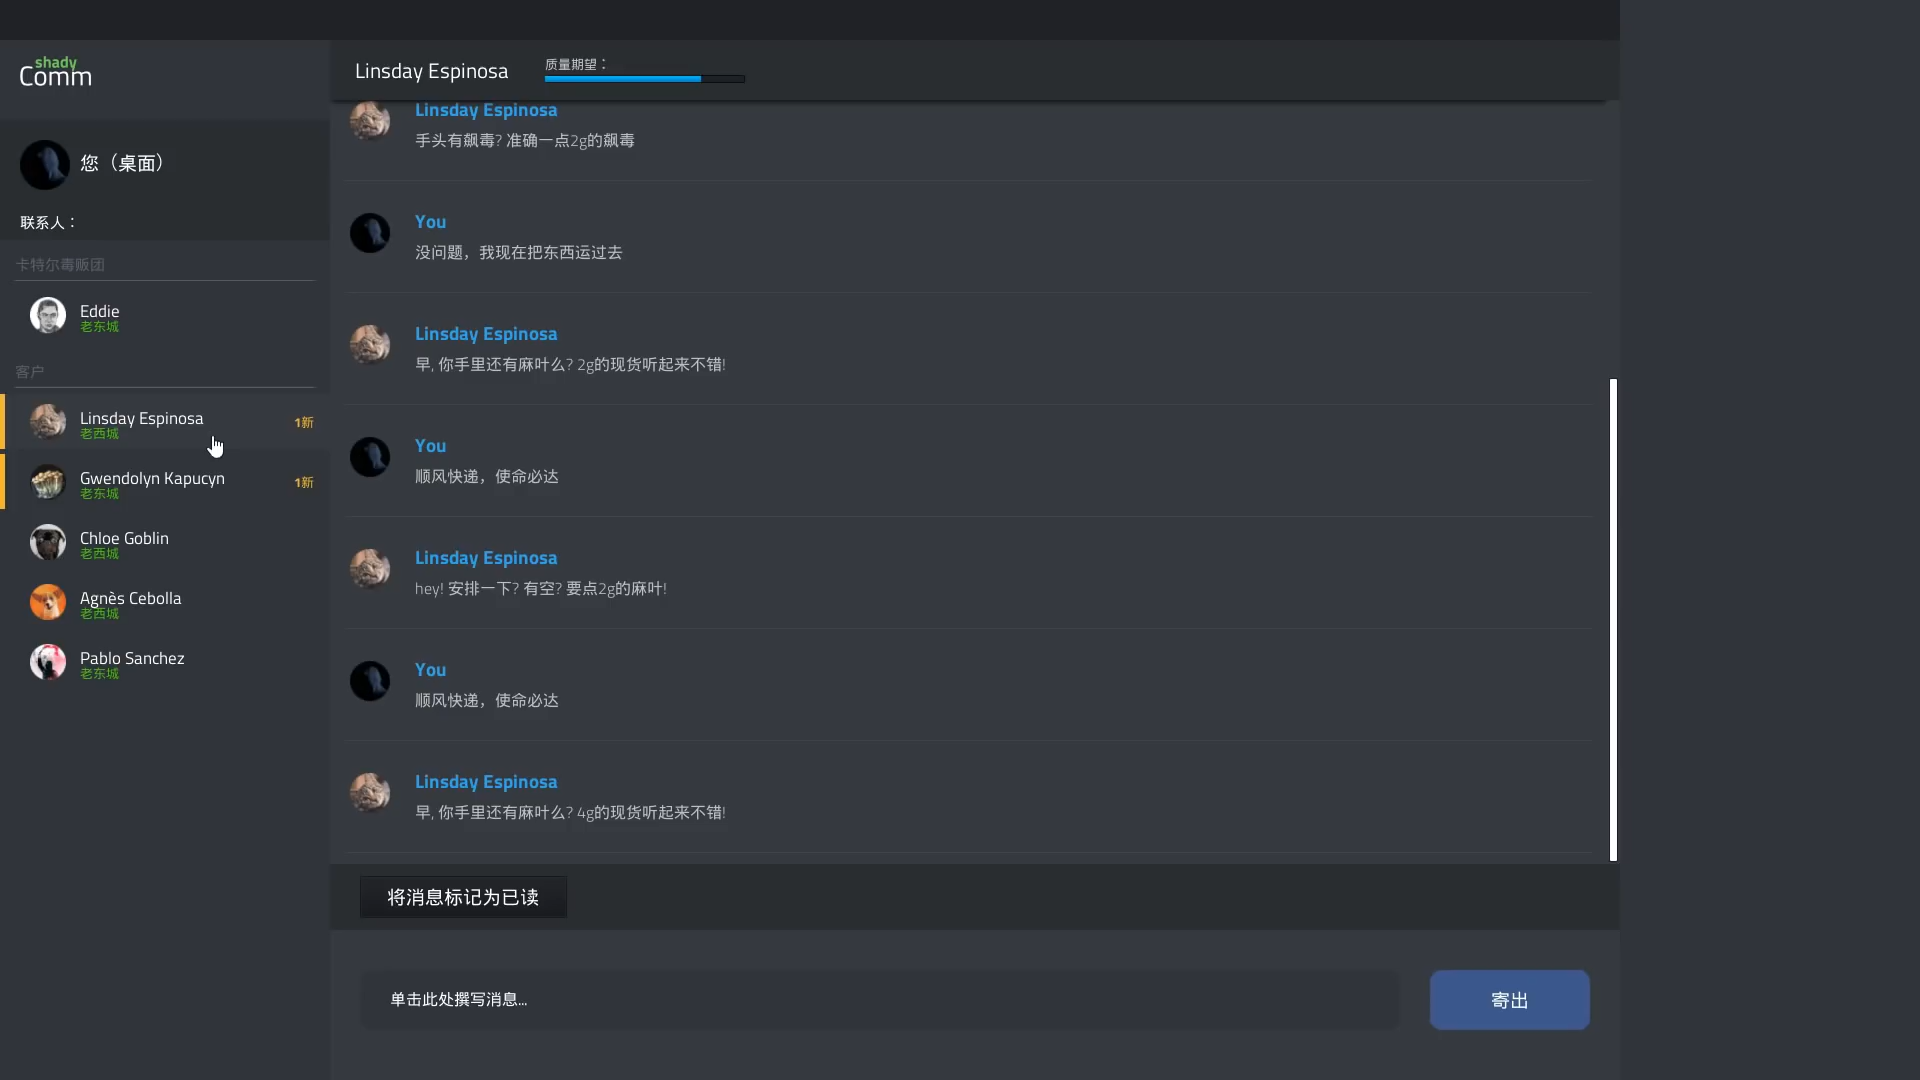 shady
Comm
您（桌面）
联系人：
卡特尔毒贩团
Eddie
老东城
客户
Linsday Espinosa
老西城
1新
Gwendolyn Kapucyn
老东城
1新
Chloe Goblin
老西城
Agnès Cebolla
老西城
Pablo Sanchez
老东城
Linsday Espinosa
质量期望：
Linsday Espinosa
手头有飙毒? 准确一点2g的飙毒
You
没问题，我现在把东西运过去
Linsday Espinosa
早, 你手里还有麻叶么? 2g的现货听起来不错!
You
顺风快递，使命必达
Linsday Espinosa
hey! 安排一下? 有空? 要点2g的麻叶!
You
顺风快递，使命必达
Linsday Espinosa
早, 你手里还有麻叶么? 4g的现货听起来不错!
将消息标记为已读
单击此处撰写消息...
寄出